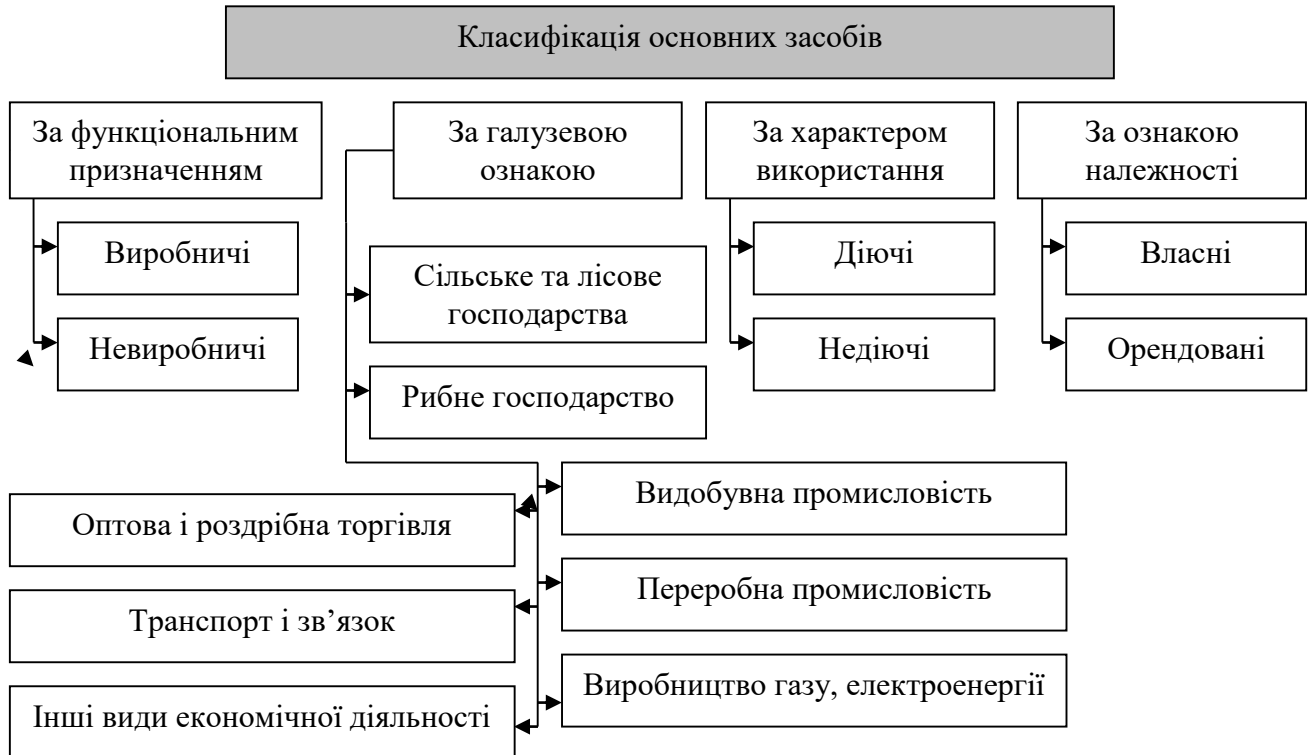 Класифікація основних засобів
За функціональним
призначенням
За галузевою
ознакою
За характером
використання
За ознакою
належності
Виробничі
Невиробничі
Сільське та лісове
господарства
Рибне господарство
Діючі
Недіючі
Власні
Орендовані
Оптова і роздрібна торгівля
Транспорт і зв’язок
Інші види економічної діяльності
Видобувна промисловість
Переробна промисловість
Виробництво газу, електроенергії